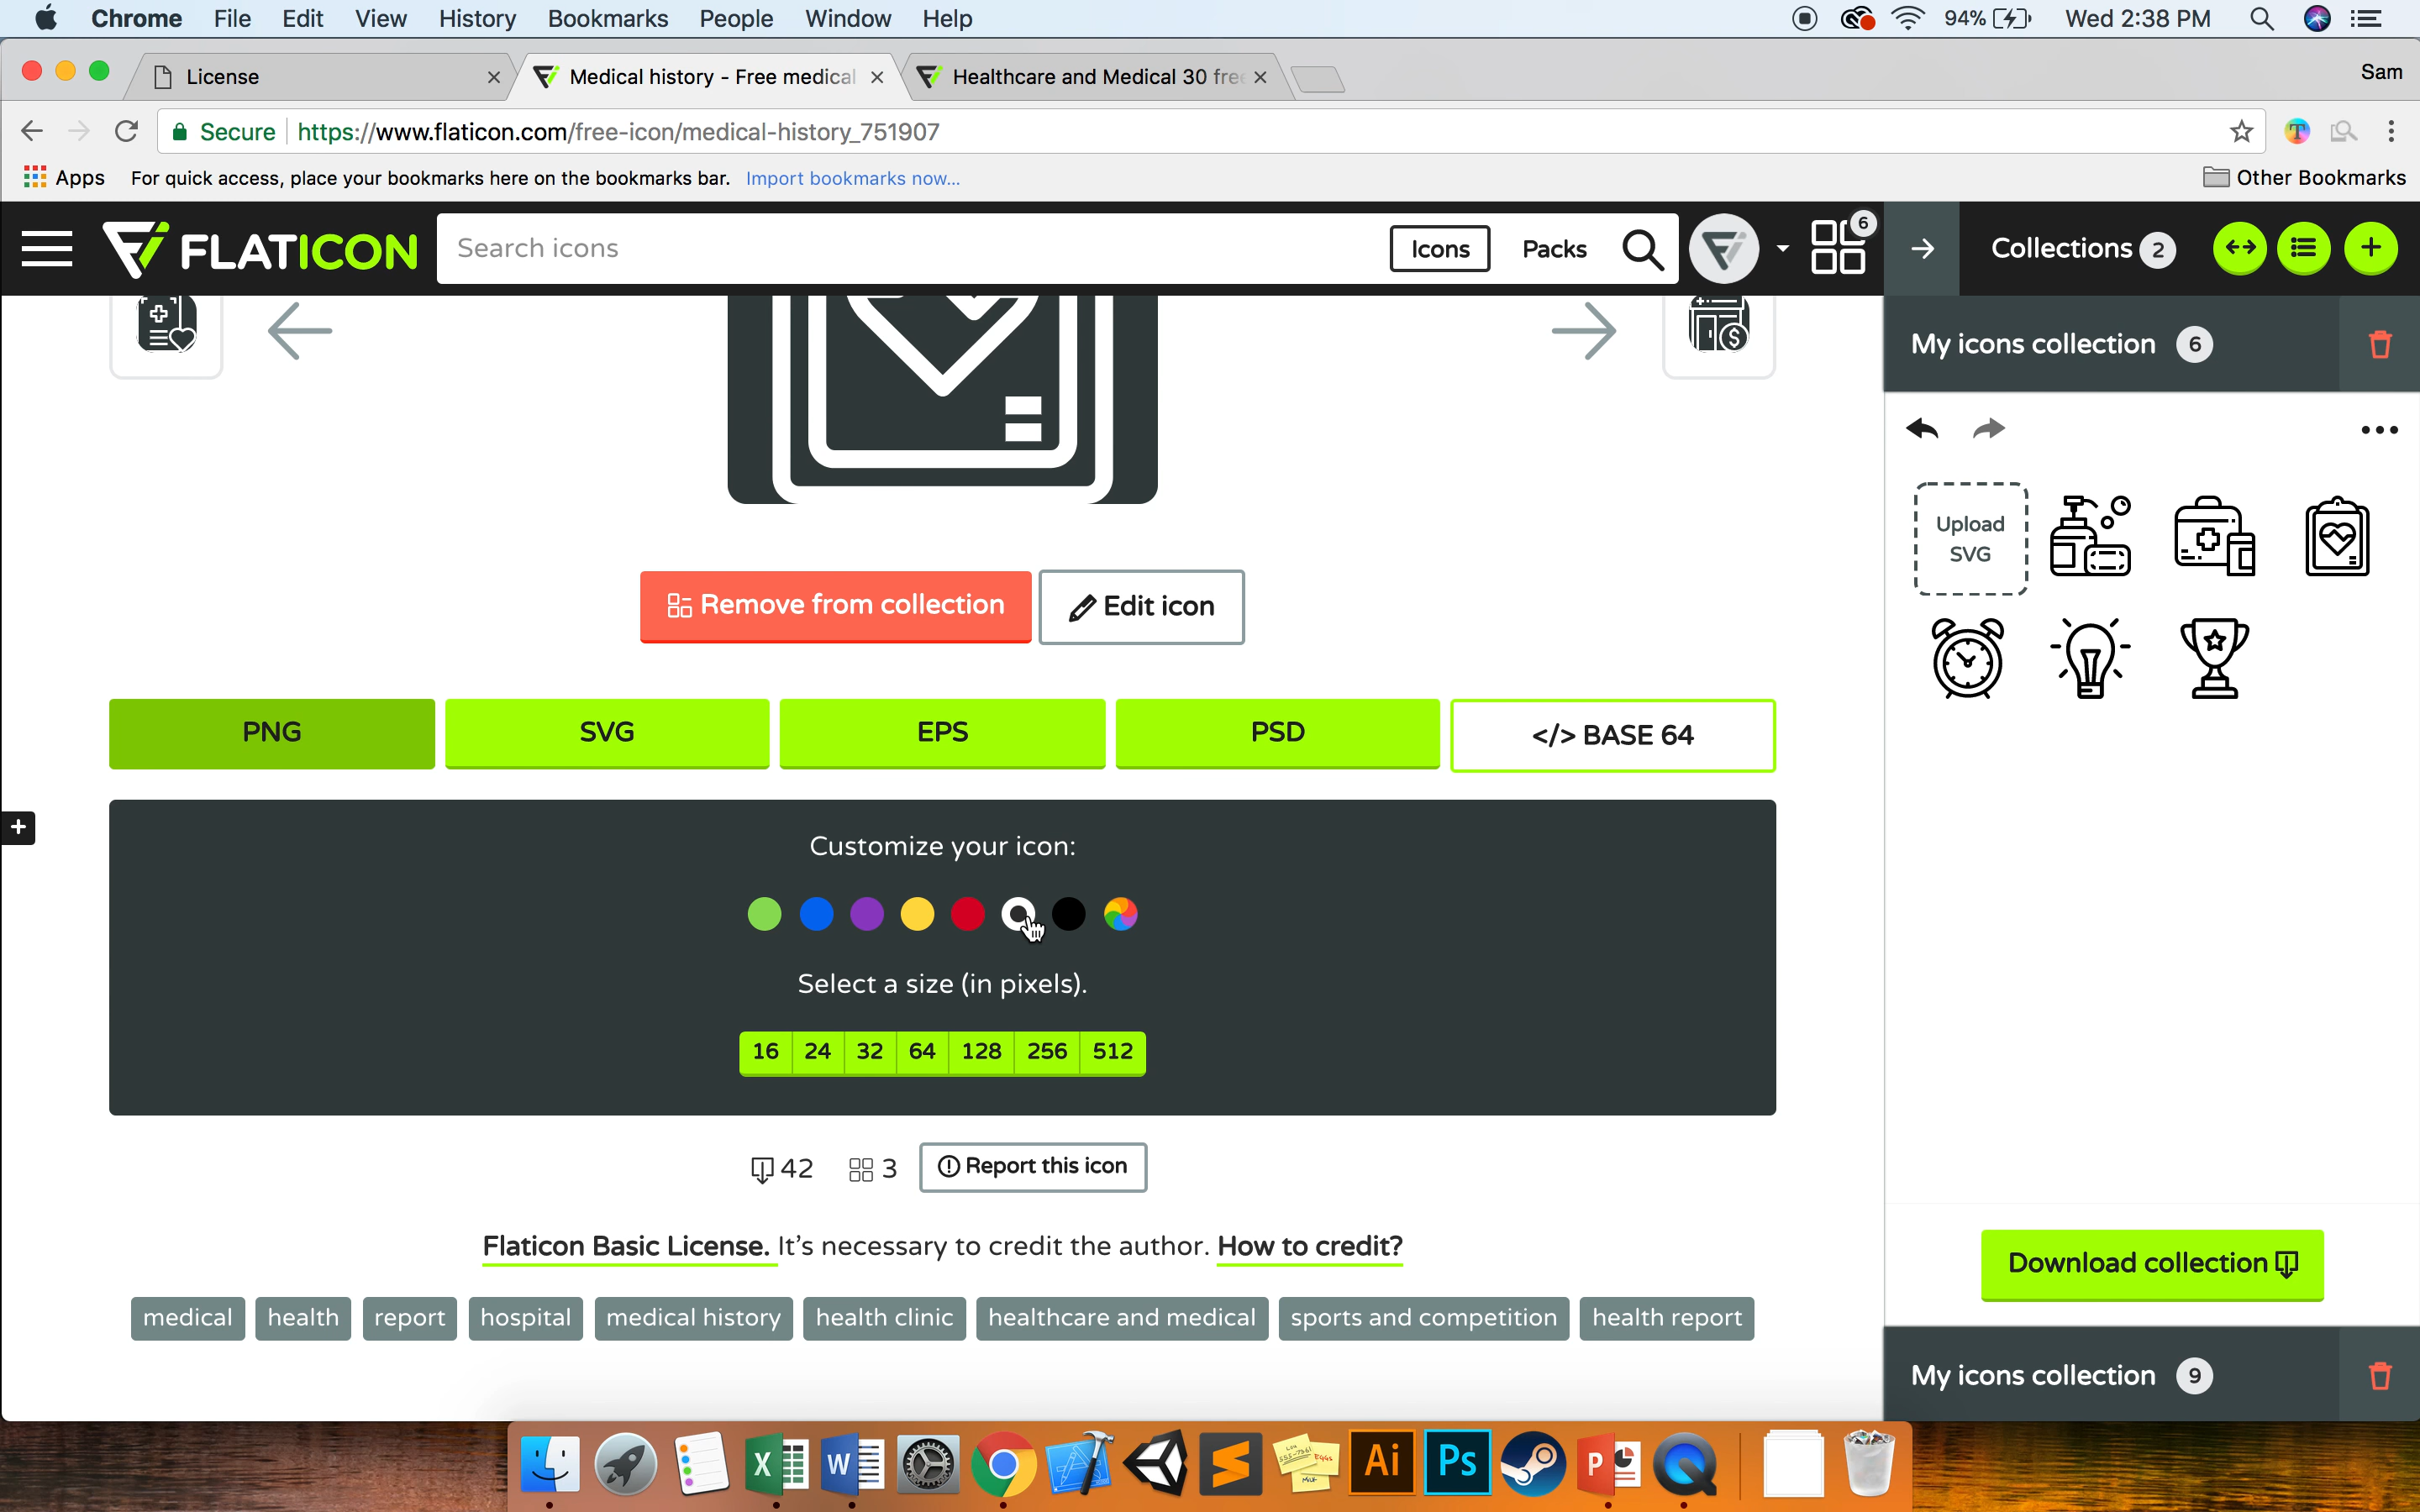 Chrome File Edit View History Bookmarks People Window Help 94% Wed 2:38 PM
License Medical history - Free medical Healthcare and Medical 30 free Sam
Secure https://www.flaticon.com/free-icon/medical-history_751907
Apps For quick access, place your bookmarks here on the bookmarks bar. Import bookmarks now... Other Bookmarks
FLATICON Search icons Icons Packs 6 Collections 2
My icons collection 6
Upload
SVG
Remove from collection Edit icon
PNG SVG EPS PSD </> BASE 64
Customize your icon:
Select a size (in pixels).
16 24 32 64 128 256 512
42 3 Report this icon
Flaticon Basic License. It's necessary to credit the author. How to credit?
Download collection
medical health report hospital medical history health clinic healthcare and medical sports and competition health report
My icons collection 9
X W Ai Ps P